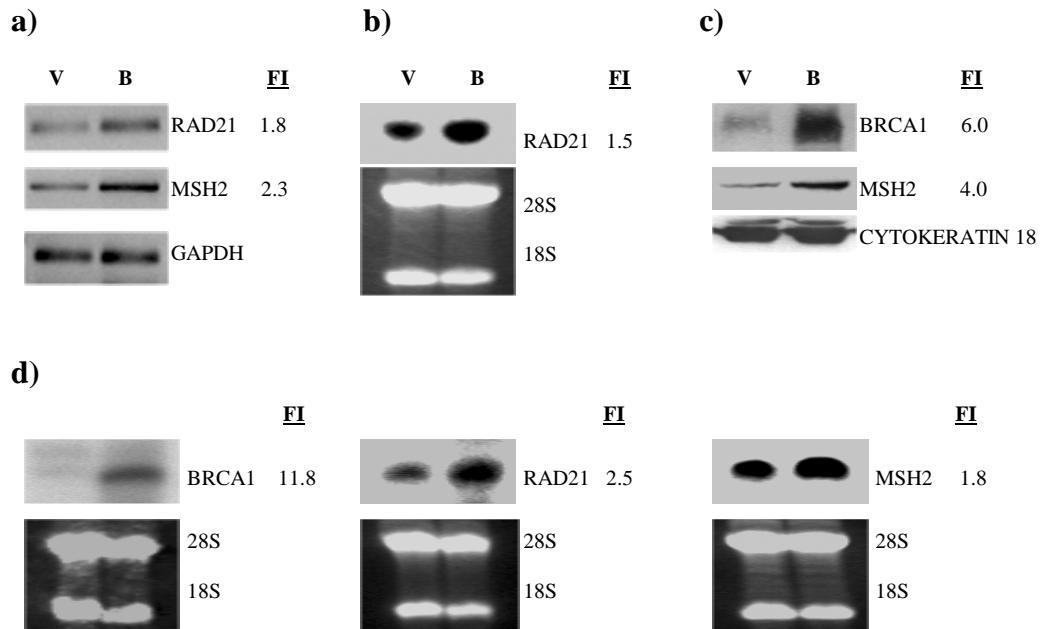 a)
V B FI
RAD21 1.8
MSH2 2.3
GAPDH
b)
V B FI
RAD21 1.5
28S
18S
c)
V B FI
BRCA1 6.0
MSH2 4.0
CYTOKERATIN 18
d)
FI
BRCA1 11.8
28S
18S
FI
RAD21 2.5
28S
18S
FI
MSH2 1.8
28S
18S